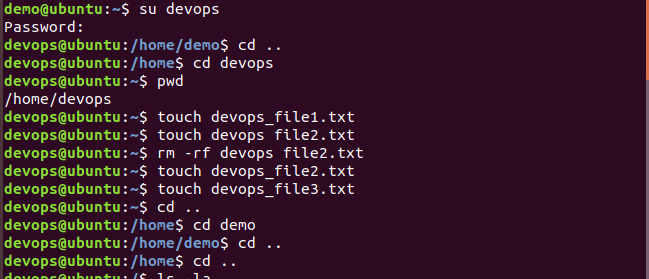 demo@ubuntu:~$ su devops
Password:
devops@ubuntu:/home/demo$ cd ..
devops@ubuntu:/home$ cd devops
devops@ubuntu:~$ pwd
/home/devops
devops@ubuntu:~$ touch devops_file1.txt
devops@ubuntu:~$ touch devops file2.txt
devops@ubuntu:~$ rm -rf devops file2.txt
devops@ubuntu:~$ touch devops_file2.txt
devops@ubuntu:~$ touch devops_file3.txt
devops@ubuntu:~$ cd ..
devops@ubuntu:/home$ cd demo
devops@ubuntu:/home/demo$ cd ..
devops@ubuntu:/home$ cd ..
devops@ubuntu:/$ ls -la